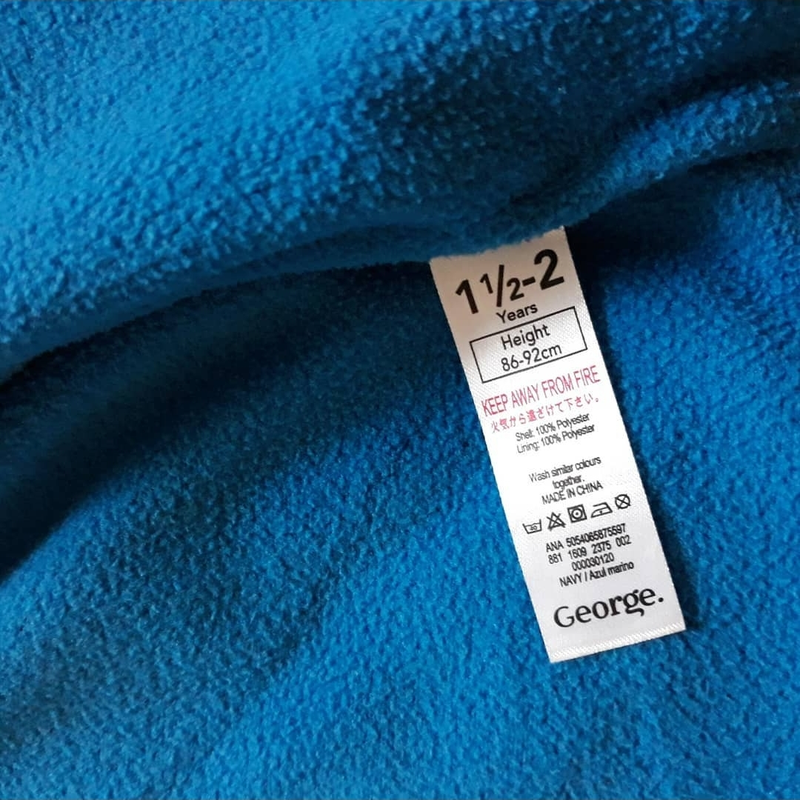 1½-2
Years
Height
86-92cm
KEEP AWAY FROM FIRE
火気から遠ざけて下さい。
Shell: 100% Polyester
Lining: 100% Polyester
Wash similar colours
together.
MADE IN CHINA
30
ANA 5054065875597
881 1609 2375 002
000030120
NAVY / Azul marino
George.